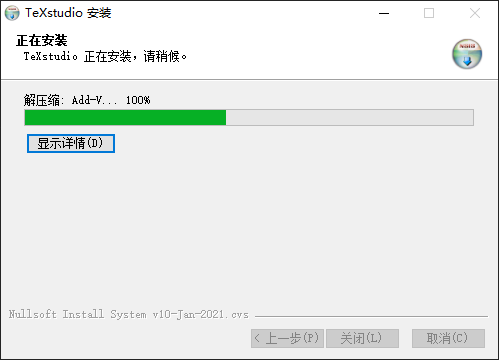 TeXstudio 安装
正在安装
TeXstudio 正在安装，请稍候。
解压缩: Add-V... 100%
显示详情(D)
Nullsoft Install System v10-Jan-2021.cvs
< 上一步(P)
关闭(L)
取消(C)